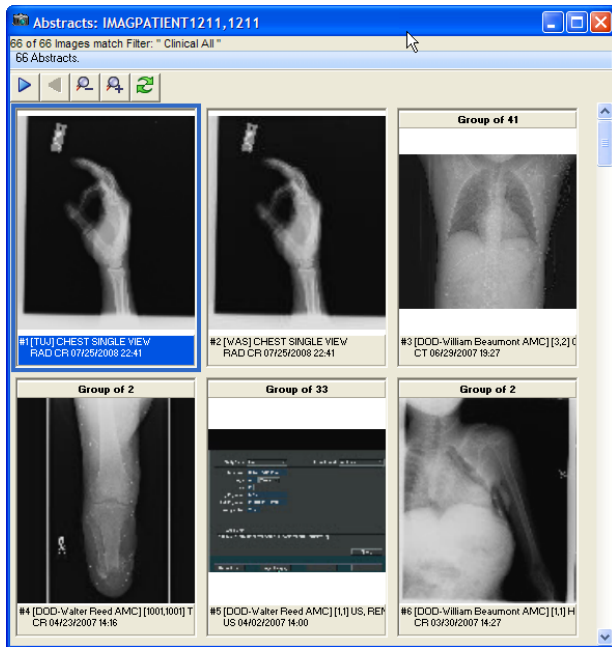 Abstracts: IMAGPATIENT1211,1211
66 of 66 Images match Filter: " Clinical All "
66 Abstracts.
Group of 41
#1 [TUJ] CHEST SINGLE VIEW
RAD CR 07/25/2008 22:41
#2 [WAS] CHEST SINGLE VIEW
RAD CR 07/25/2008 22:41
#3 [DOD-William Beaumont AMC] [3,2]
CT 06/29/2007 19:27
Group of 2
Group of 33
Group of 2
#4 [DOD-Walter Reed AMC] [1001,1001] T
CR 04/23/2007 14:16
#5 [DOD-Walter Reed AMC] [1,1] US, REN
US 04/02/2007 14:00
#6 [DOD-William Beaumont AMC] [1,1] H
CR 03/30/2007 14:27